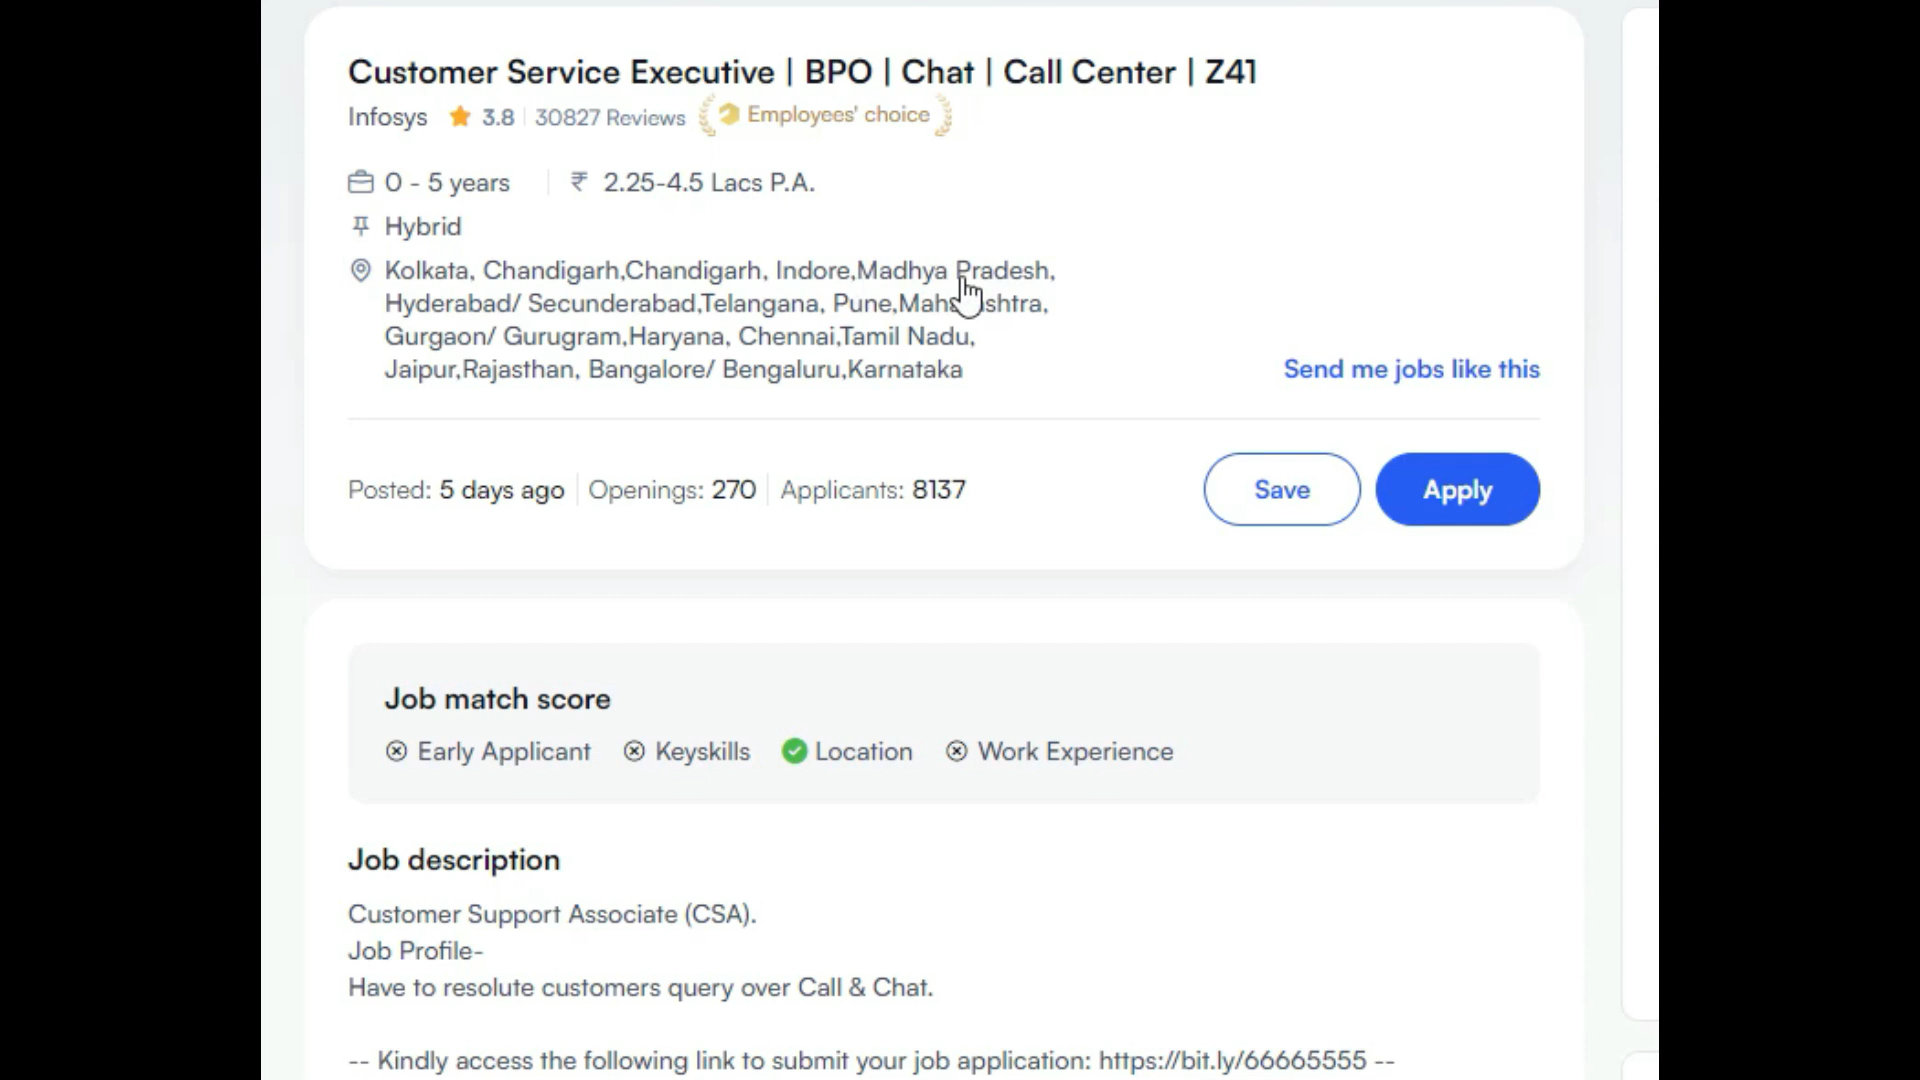 Customer Service Executive | BPO | Chat | Call Center | Z41
Infosys 3.8 30827 Reviews Employees' choice
0 - 5 years ₹ 2.25-4.5 Lacs P.A.
Hybrid
Kolkata, Chandigarh,Chandigarh, Indore,Madhya Pradesh,
Hyderabad/ Secunderabad,Telangana, Pune,Maharashtra,
Gurgaon/ Gurugram,Haryana, Chennai,Tamil Nadu,
Jaipur,Rajasthan, Bangalore/ Bengaluru,Karnataka
Send me jobs like this
Posted: 5 days ago Openings: 270 Applicants: 8137
Save Apply
Job match score
Early Applicant Keyskills Location Work Experience
Job description
Customer Support Associate (CSA).
Job Profile-
Have to resolute customers query over Call & Chat.
-- Kindly access the following link to submit your job application: https://bit.ly/66665555 --